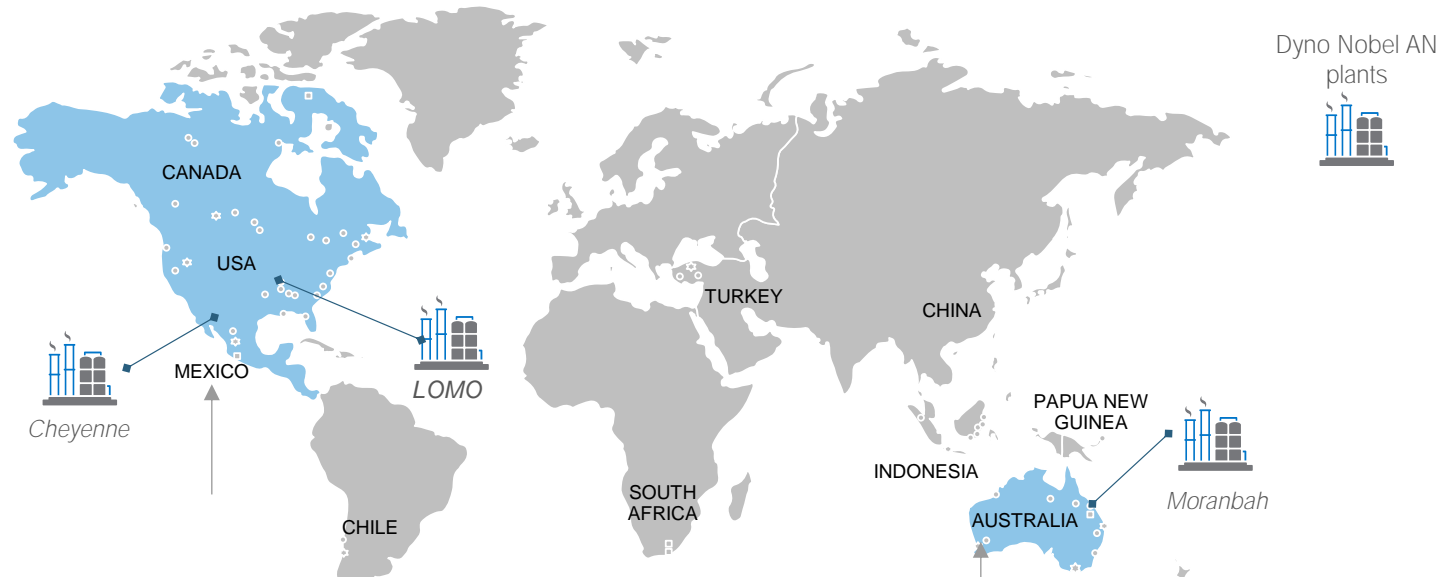 Dyno Nobel AN
plants
CANADA
USA
TURKEY
CHINA
MEXICO
LOMO
Cheyenne
PAPUA NEW
GUINEA
INDONESIA
Moranbah
SOUTH
AFRICA
CHILE
AUSTRALIA